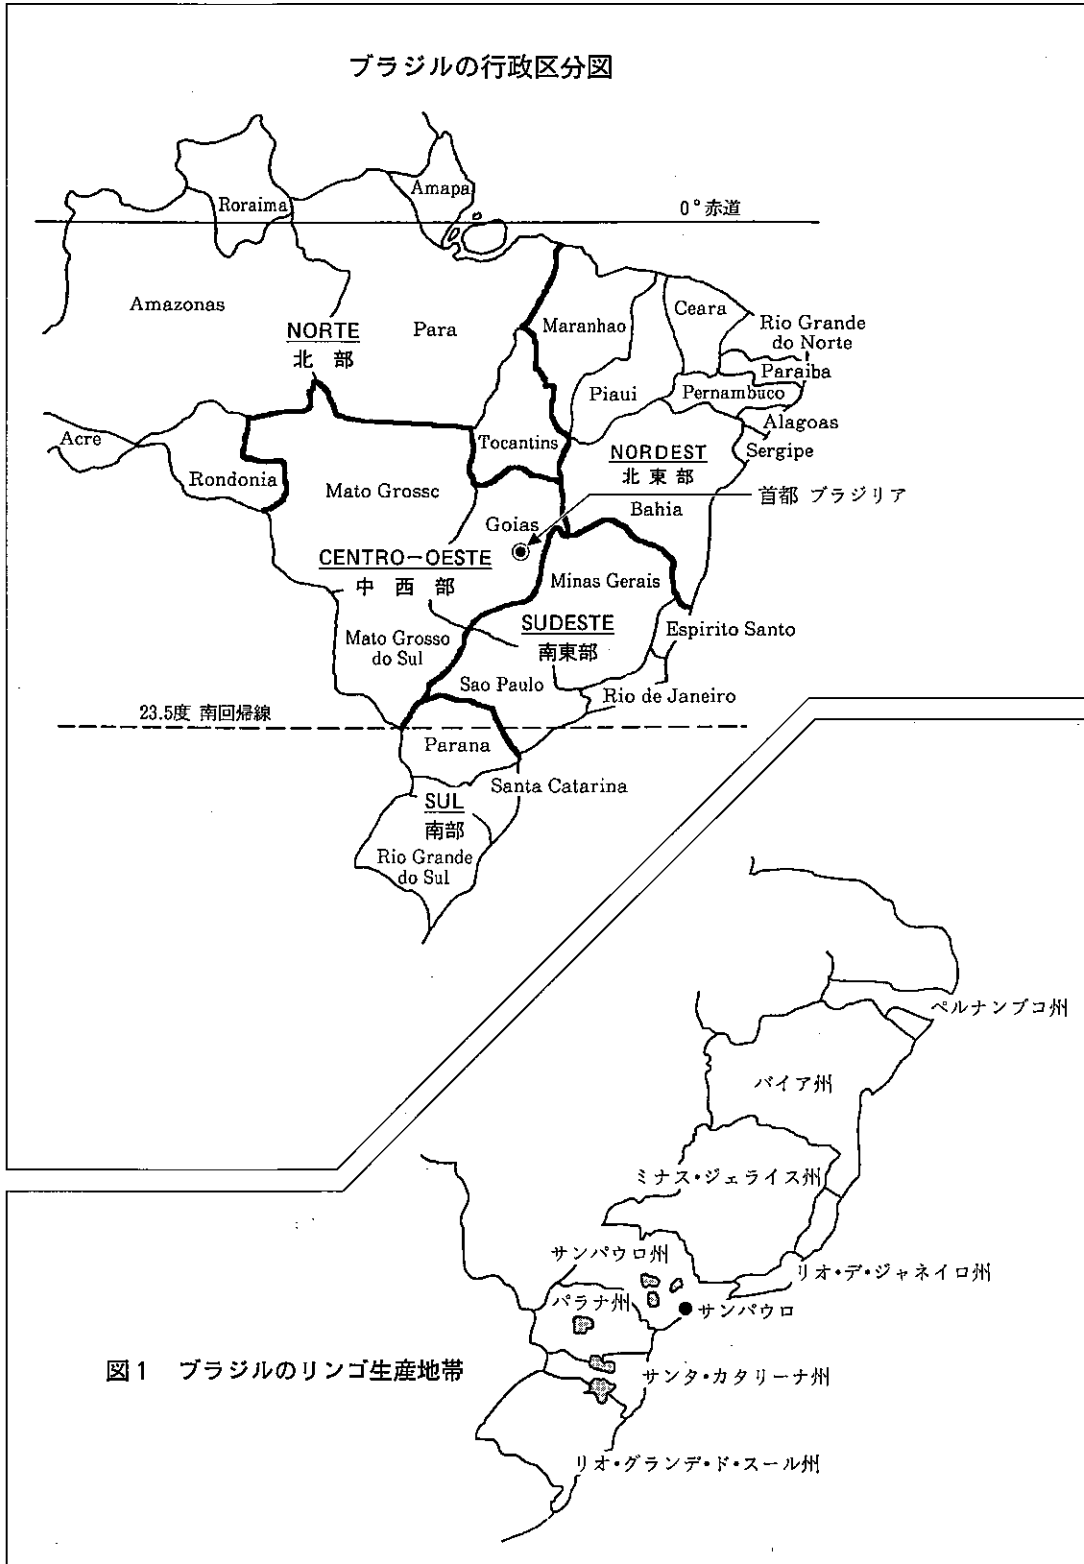 ブラジルの行政区分図
Roraima
Amapa
0°赤道
Amazonas
NORTE
北 部
Para
Maranhao
Ceara
Rio Grande
do Norte
Paraiba
Piaui
Pernambuco
Alagoas
Acre
Rondonia
Tocantins
NORDEST
北東部
Sergipe
Mato Grossc
Goias
Bahia
首都 ブラジリア
CENTRO-OESTE
中 西 部
Minas Gerais
SUDESTE
南東部
Espirito Santo
Mato Grosso
do Sul
Sao Paulo
Rio de Janeiro
23.5度 南回帰線
Parana
Santa Catarina
SUL
南部
Rio Grande
do Sul
ペルナンブコ州
バイア州
ミナス・ジェライス州
サンパウロ州
リオ・デ・ジャネイロ州
パラナ州
サンパウロ
図1 ブラジルのリンゴ生産地帯
サンタ・カタリーナ州
リオ・グランデ・ド・スール州